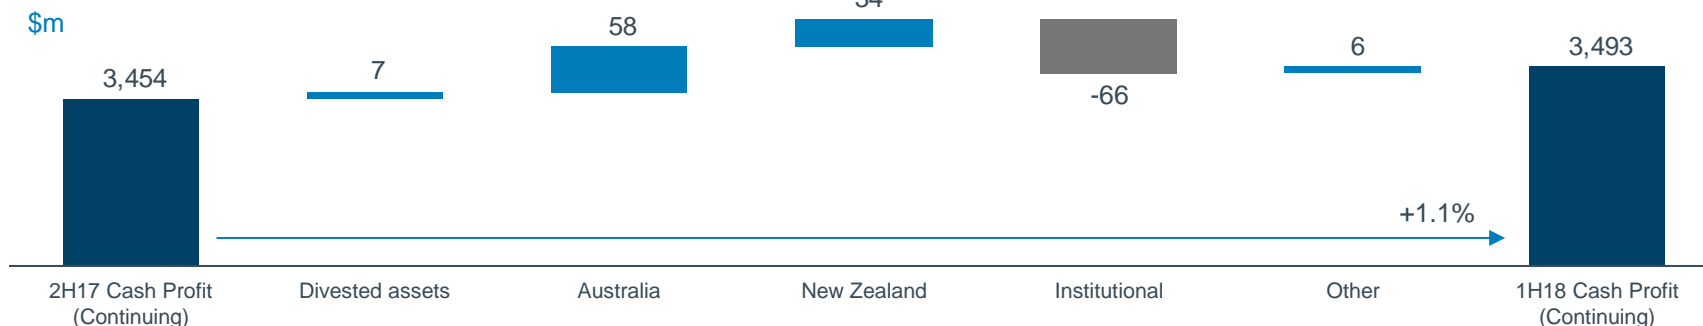 $m
3,454
7
58
34
-66
6
3,493
+1.1%
2H17 Cash Profit
(Continuing)
Divested assets
Australia
New Zealand
Institutional
Other
1H18 Cash Profit
(Continuing)